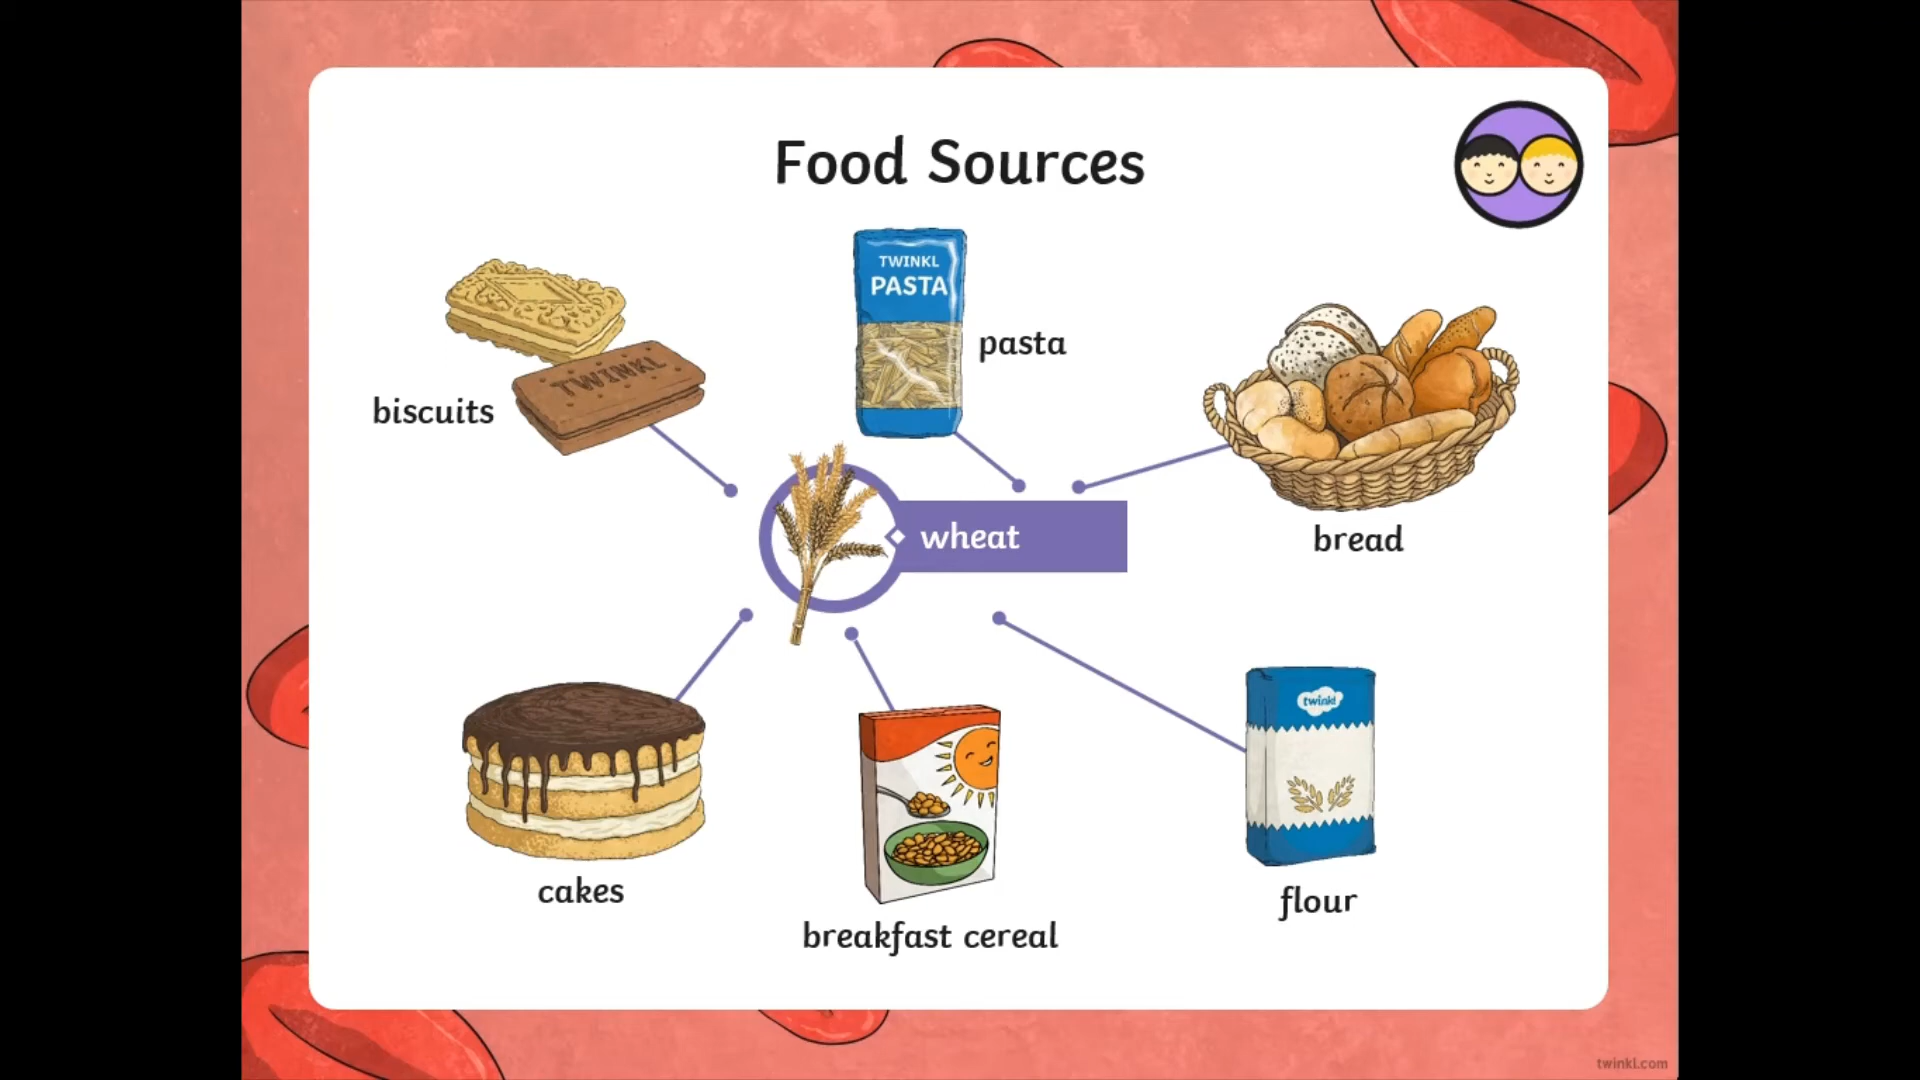 Food Sources
TWINKL
PASTA
pasta
TWINKL
biscuits
bread
wheat
twinkl
cakes
flour
breakfast cereal
twinkl.com